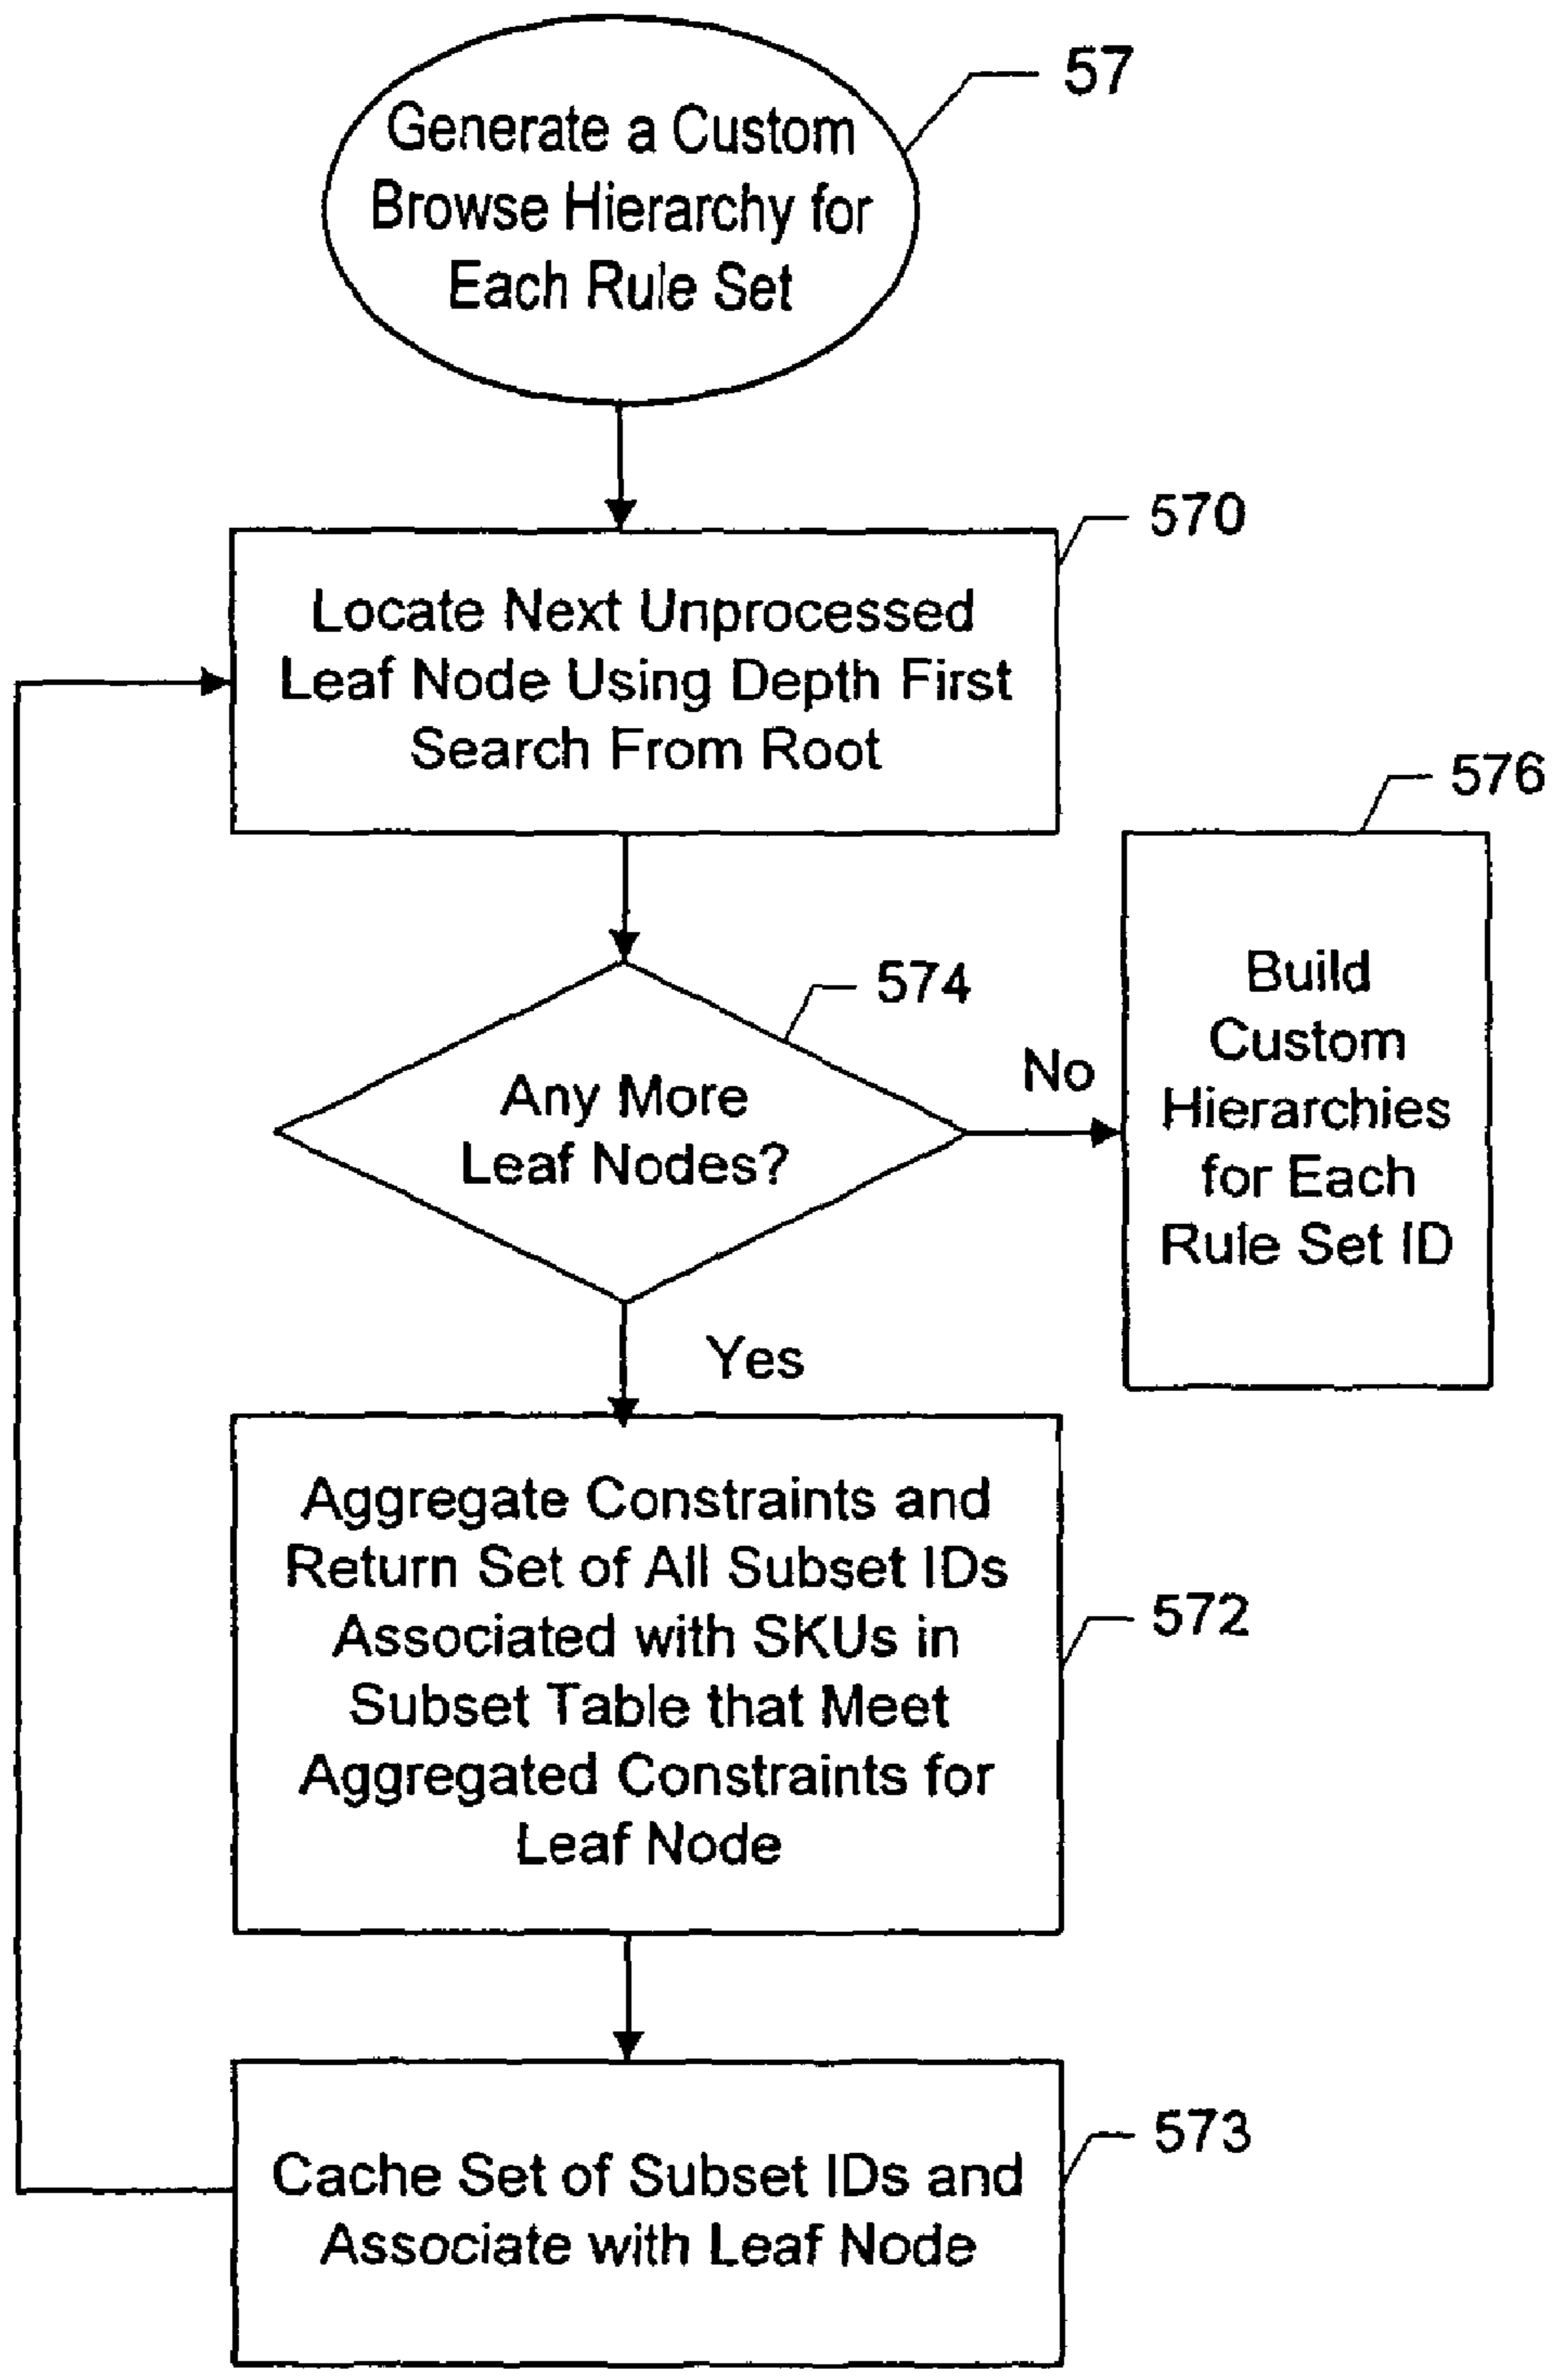 57
Generate a Custom
Browse Hierarchy for
Each Rule Set
570
Locate Next Unprocessed
Leaf Node Using Depth First
Search From Root
576
Build
Custom
Hierarchies
for Each
Rule Set ID
574
Any More
Leaf Nodes?
No
Yes
Aggregate Constraints and
Return Set of All Subset IDs
Associated with SKUs in
Subset Table that Meet
Aggregated Constraints for
Leaf Node
572
573
Cache Set of Subset IDs and
Associate with Leaf Node